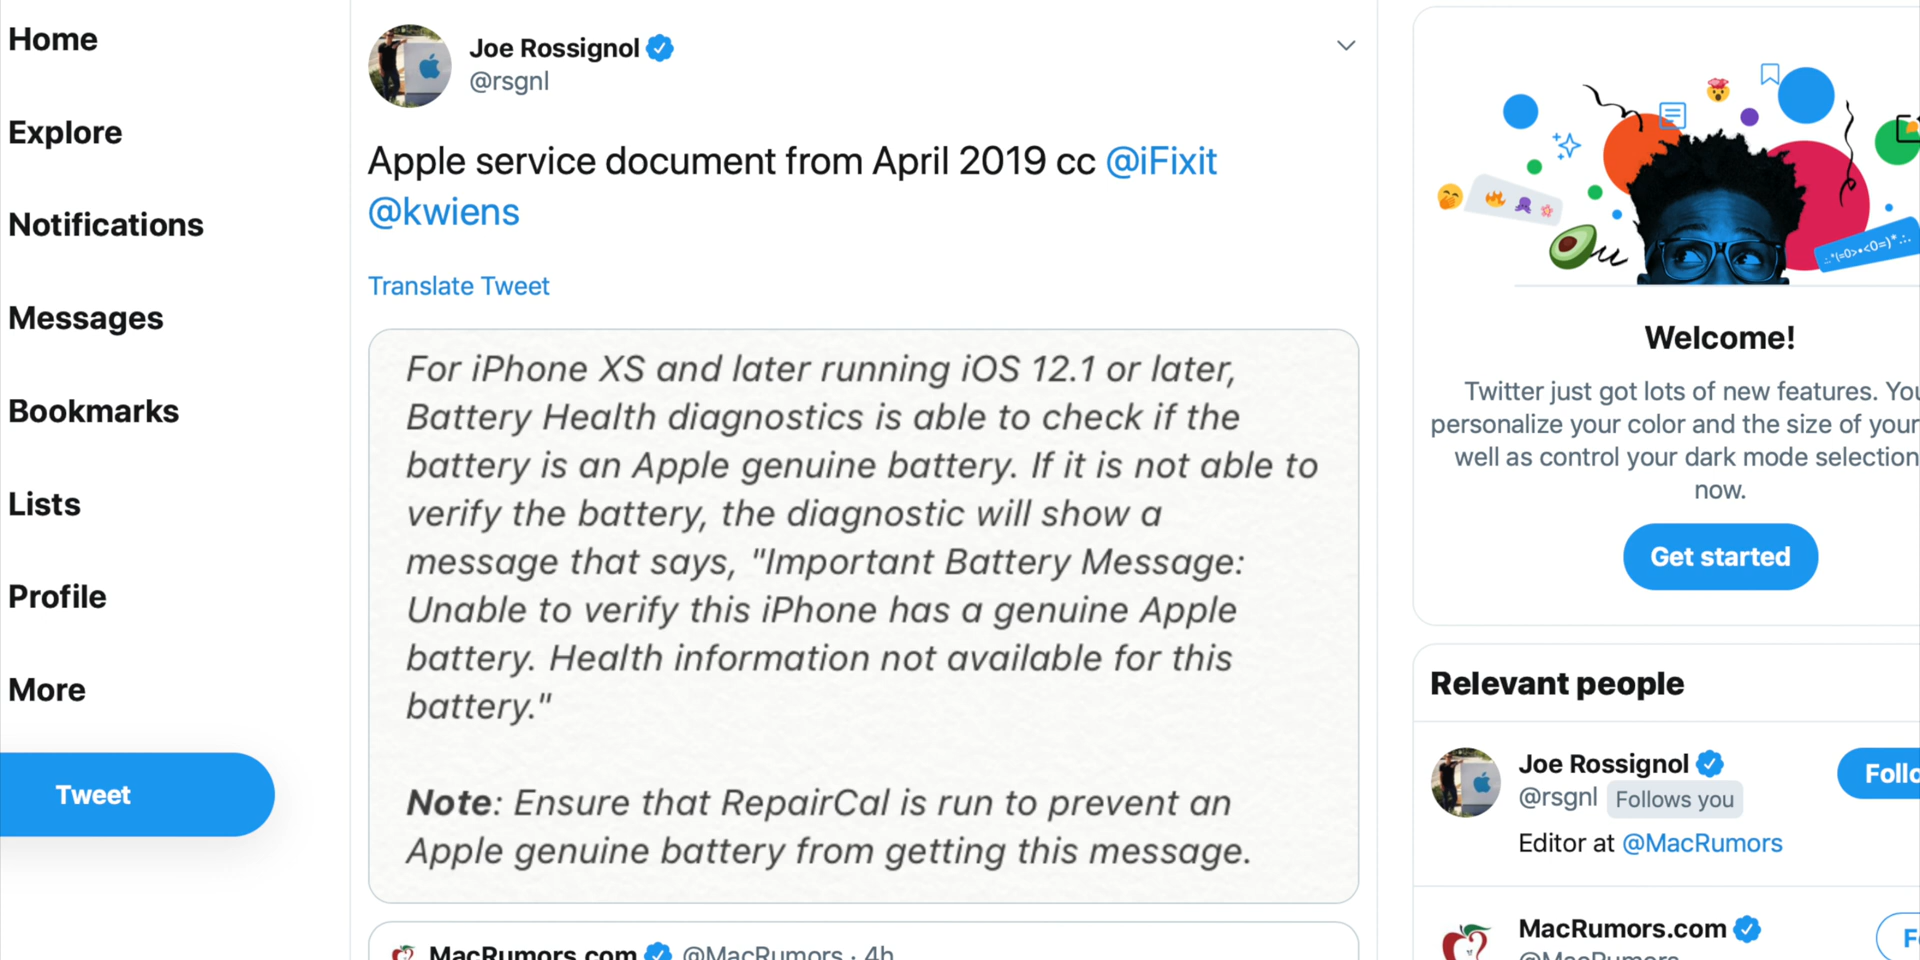 Home
Explore
Notifications
Messages
Bookmarks
Lists
Profile
More
Tweet
Joe Rossignol
@rsgnl
Apple service document from April 2019 cc @iFixit
@kwiens
Translate Tweet
For iPhone XS and later running iOS 12.1 or later,
Battery Health diagnostics is able to check if the
battery is an Apple genuine battery. If it is not able to
verify the battery, the diagnostic will show a
message that says, "Important Battery Message:
Unable to verify this iPhone has a genuine Apple
battery. Health information not available for this
battery."
Note: Ensure that RepairCal is run to prevent an
Apple genuine battery from getting this message.
MacRumors.com @MacRumors · 4h
Welcome!
Twitter just got lots of new features. You
personalize your color and the size of your
well as control your dark mode selection
now.
Get started
Relevant people
Joe Rossignol
@rsgnl Follows you
Follo
Editor at @MacRumors
MacRumors.com
@MacRumors
F